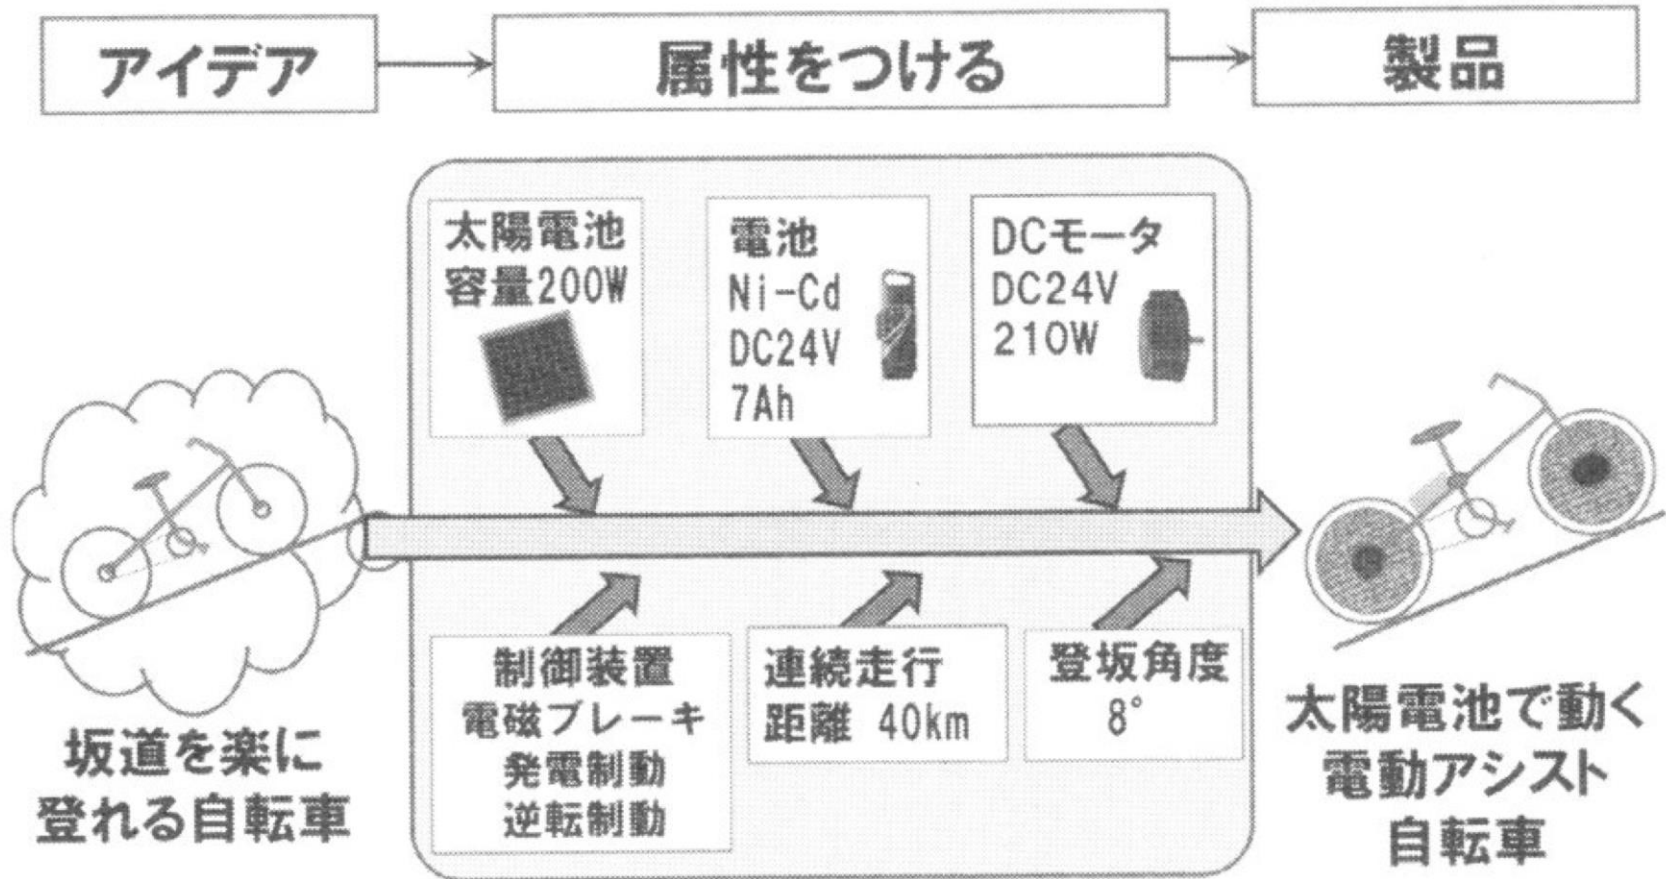 アイデア
属性をつける
製品
太陽電池
容量200W
電池
Ni-Cd
DC24V
7Ah
DCモータ
DC24V
210W
制御装置
電磁ブレーキ
発電制動
逆転制動
連続走行
距離 40km
登坂角度
8°
坂道を楽に
登れる自転車
太陽電池で動く
電動アシスト
自転車